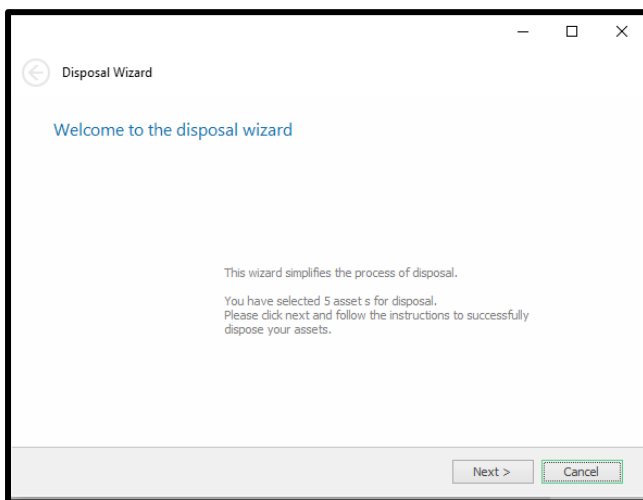 Disposal Wizard
Welcome to the disposal wizard
This wizard simplifies the process of disposal.
You have selected 5 asset s for disposal.
Please click next and follow the instructions to successfully
dispose your assets.
Next >
Cancel